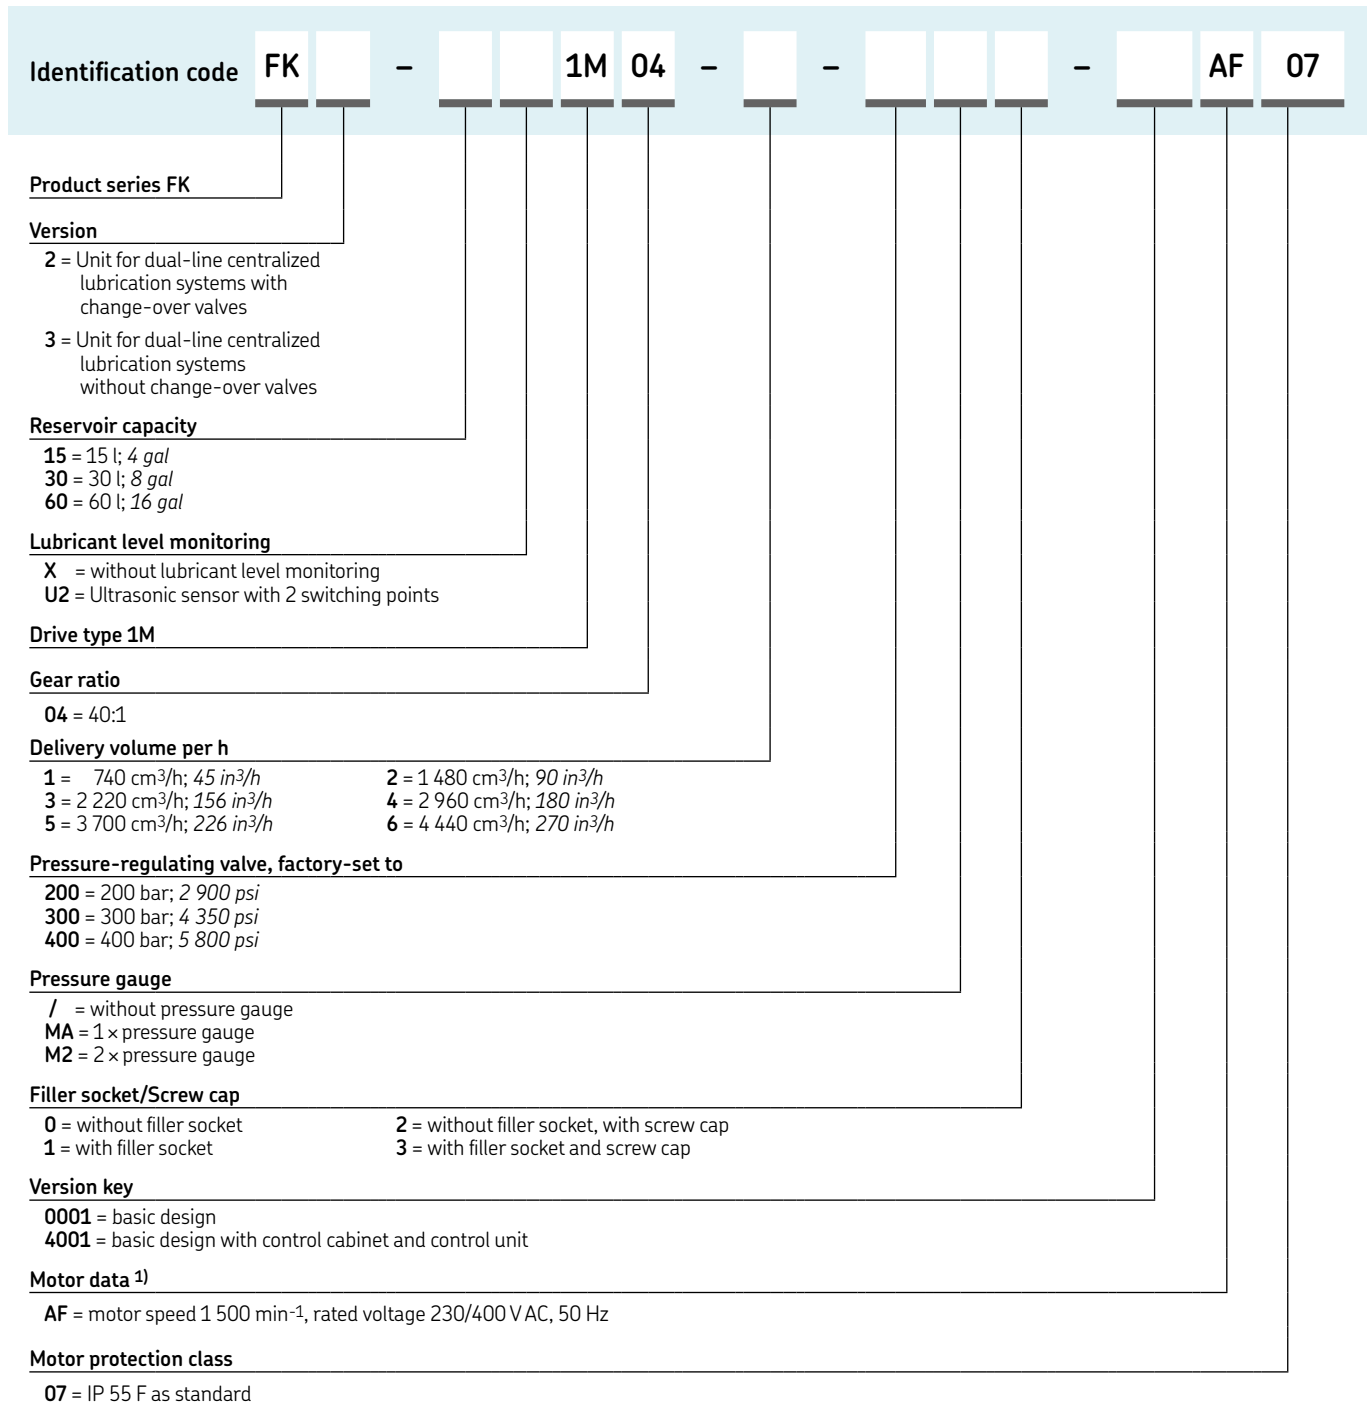 Identification code FK – 1M 04 – – – AF 07
Product series FK
Version
2 = Unit for dual-line centralized
lubrication systems with
change-over valves
3 = Unit for dual-line centralized
lubrication systems
without change-over valves
Reservoir capacity
15 = 15 l; 4 gal
30 = 30 l; 8 gal
60 = 60 l; 16 gal
Lubricant level monitoring
X = without lubricant level monitoring
U2 = Ultrasonic sensor with 2 switching points
Drive type 1M
Gear ratio
04 = 40:1
Delivery volume per h
1 = 740 cm3/h; 45 in3/h 2 = 1 480 cm3/h; 90 in3/h
3 = 2 220 cm3/h; 156 in3/h 4 = 2 960 cm3/h; 180 in3/h
5 = 3 700 cm3/h; 226 in3/h 6 = 4 440 cm3/h; 270 in3/h
Pressure-regulating valve, factory-set to
200 = 200 bar; 2 900 psi
300 = 300 bar; 4 350 psi
400 = 400 bar; 5 800 psi
Pressure gauge
/ = without pressure gauge
MA = 1 × pressure gauge
M2 = 2 × pressure gauge
Filler socket/Screw cap
0 = without filler socket 2 = without filler socket, with screw cap
1 = with filler socket 3 = with filler socket and screw cap
Version key
0001 = basic design
4001 = basic design with control cabinet and control unit
Motor data 1)
AF = motor speed 1 500 min-1, rated voltage 230/400 V AC, 50 Hz
Motor protection class
07 = IP 55 F as standard